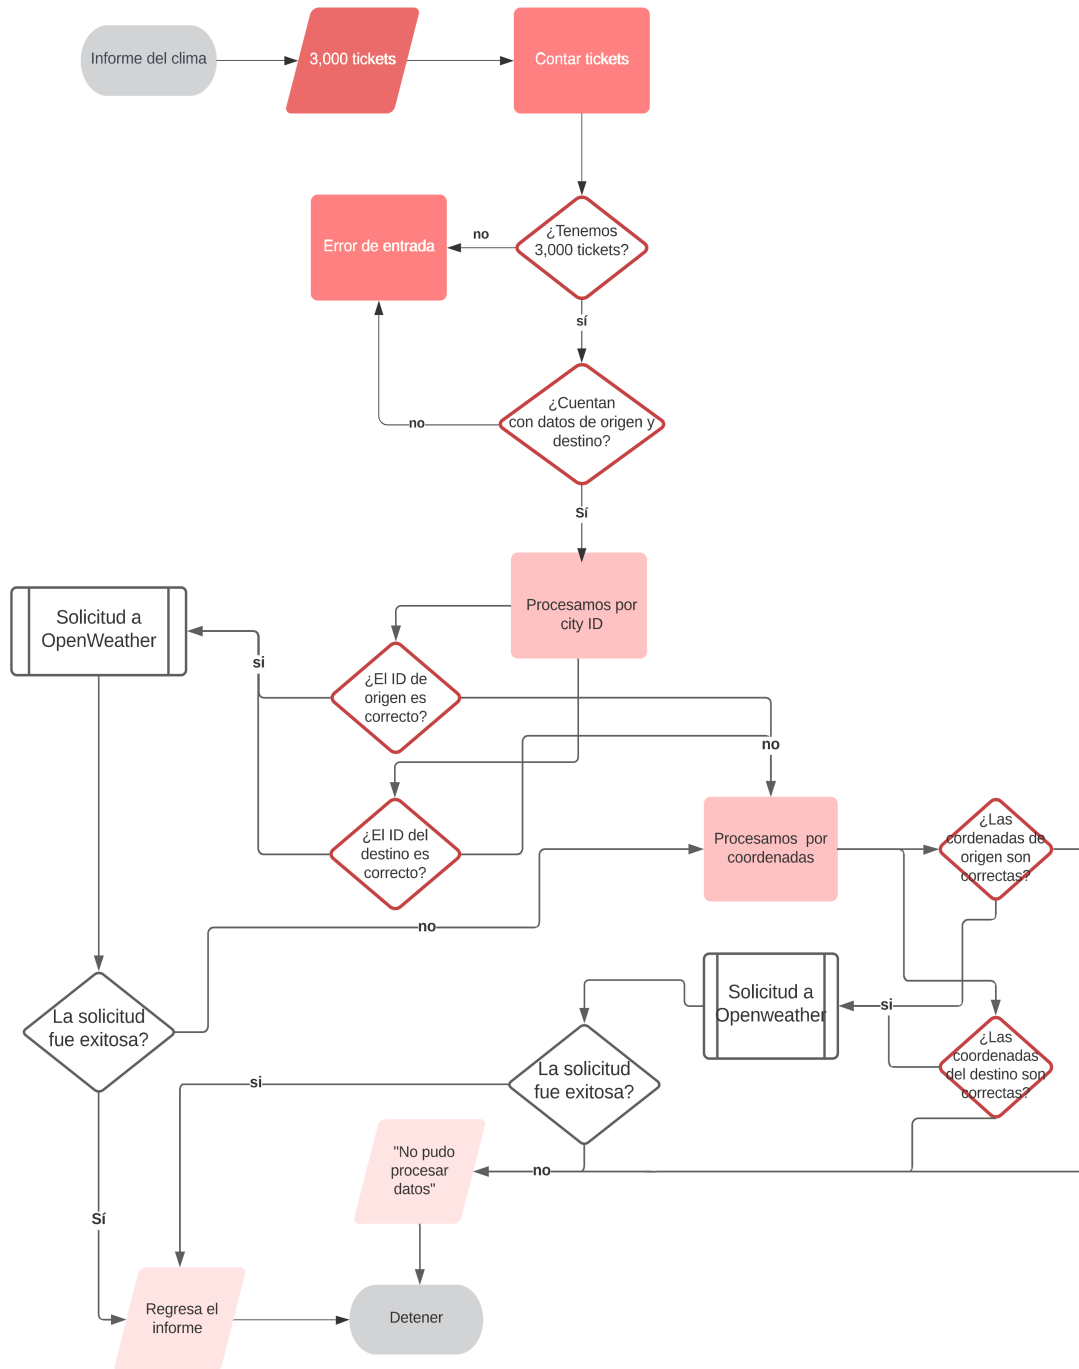 Informe del clima
3,000 tickets
Contar tickets
¿Tenemos
3,000 tickets?
no
Error de entrada
sí
¿Cuentan
con datos de origen y
destino?
no
Sí
Procesamos por
city ID
Solicitud a
OpenWeather
si
¿El ID de
origen es
correcto?
no
¿El ID del
destino es
correcto?
Procesamos por
coordenadas
¿Las
cordenadas de
origen son
correctas?
no
La solicitud
fue exitosa?
Solicitud a
Openweather
si
¿Las
coordenadas
del destino son
correctas?
La solicitud
fue exitosa?
si
"No pudo
procesar
datos"
no
Sí
Regresa el
informe
Detener